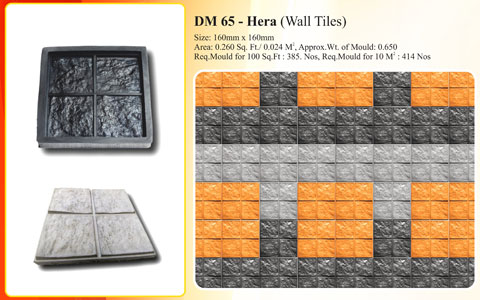 DM 65 - Hera (Wall Tiles)
Size: 160mm x 160mm
Area: 0.260 Sq. Ft./ 0.024 M², Approx.Wt. of Mould: 0.650
Req.Mould for 100 Sq.Ft : 385. Nos, Req.Mould for 10 M² : 414 Nos